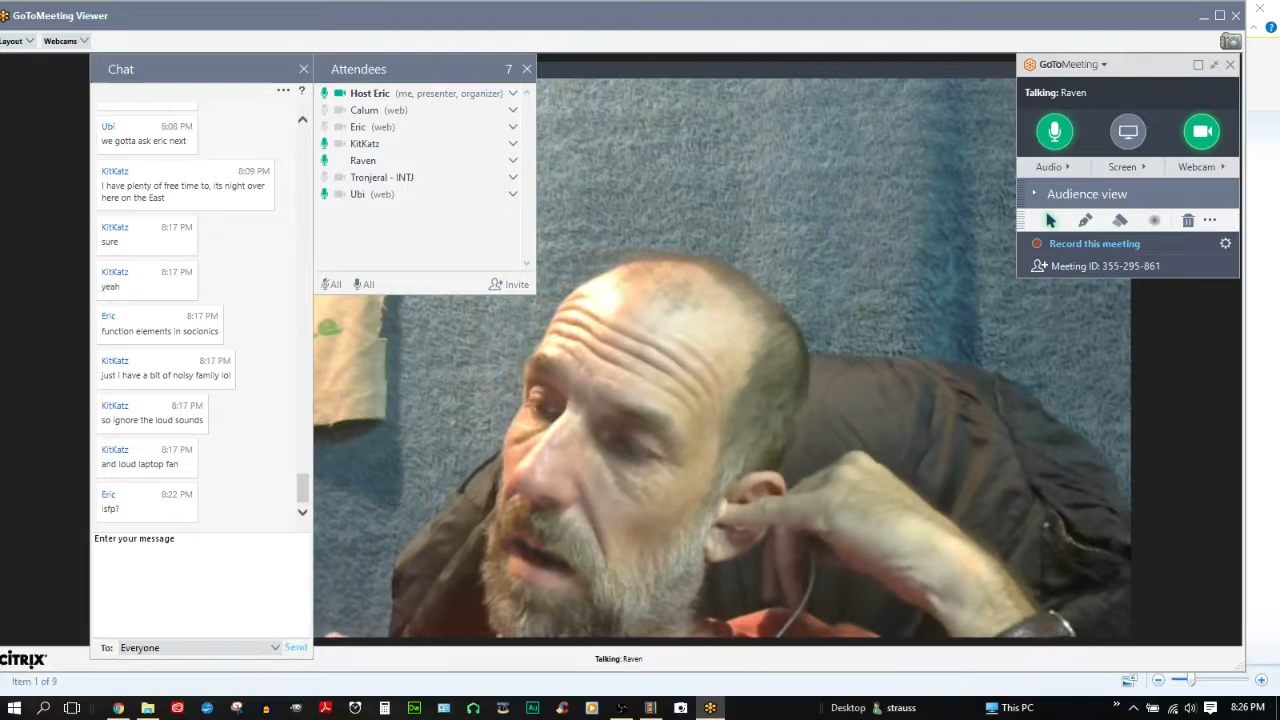 GoToMeeting Viewer
Layout
Webcams
Chat
Ubi 8:08 PM
we gotta ask eric next
KitKatz 8:09 PM
I have plenty of free time to, its night over
here on the East
KitKatz 8:17 PM
sure
KitKatz 8:17 PM
yeah
Eric 8:17 PM
function elements in socionics
KitKatz 8:17 PM
just i have a bit of noisy family lol
KitKatz 8:17 PM
so ignore the loud sounds
KitKatz 8:17 PM
and loud laptop fan
Eric 8:22 PM
isfp?
Enter your message
To: Everyone Send
Attendees 7
Host Eric (me, presenter, organizer)
Calum (web)
Eric (web)
KitKatz
Raven
Tronjeral - INTJ
Ubi (web)
All All Invite
GoToMeeting
Talking: Raven
Audio Screen Webcam
Audience view
Record this meeting
Meeting ID: 355-295-861
CITRIX
Talking: Raven
Item 1 of 9
Desktop strauss This PC 8:26 PM